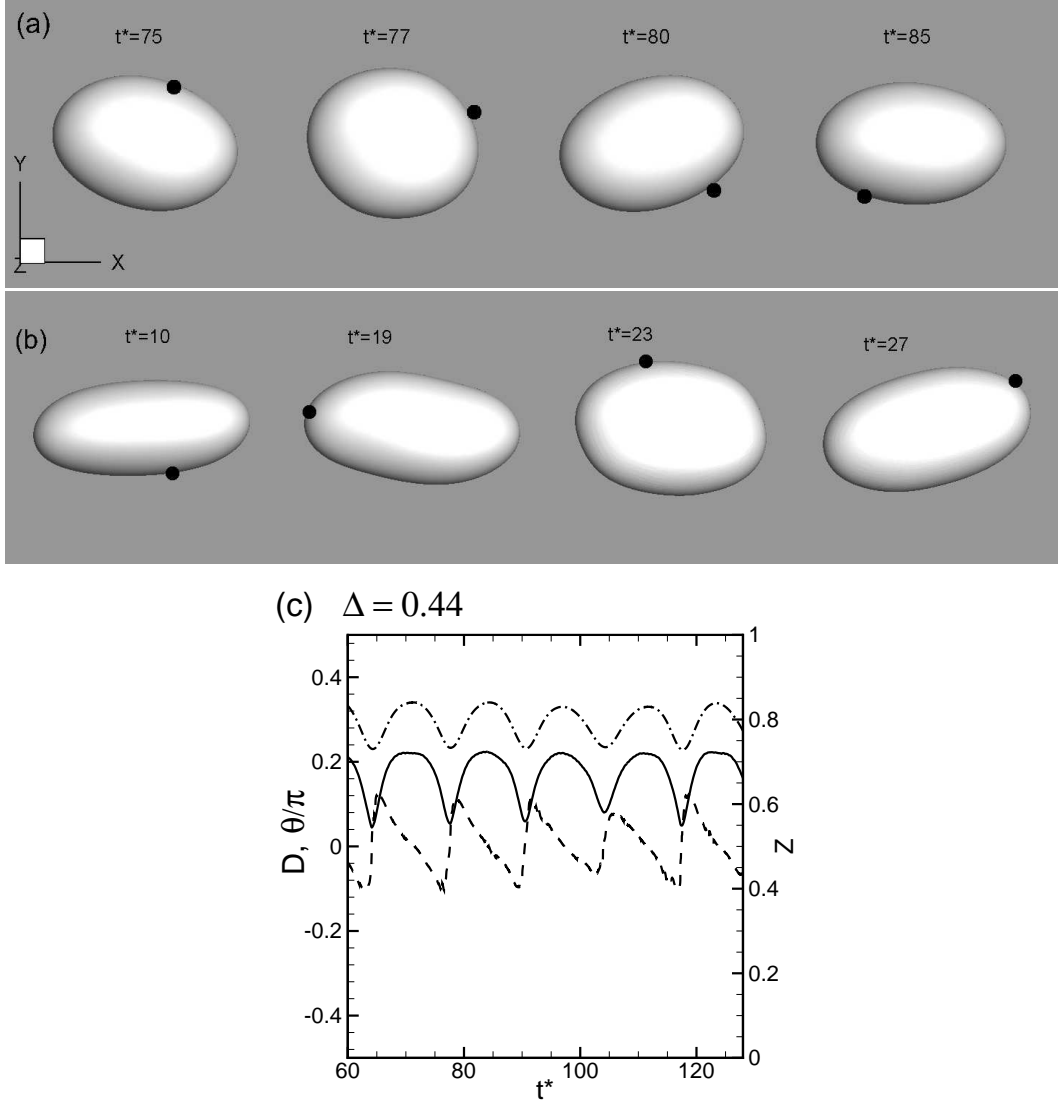 (a)
t*=75 t*=77 t*=80 t*=85
Y
Z X
(b)
t*=10 t*=19 t*=23 t*=27
(c) Δ = 0.44
D, θ/π
0.4
0.2
0
-0.2
-0.4
1
0.8
0.6
0.4
0.2
0
Z
60 80 100 120
t*